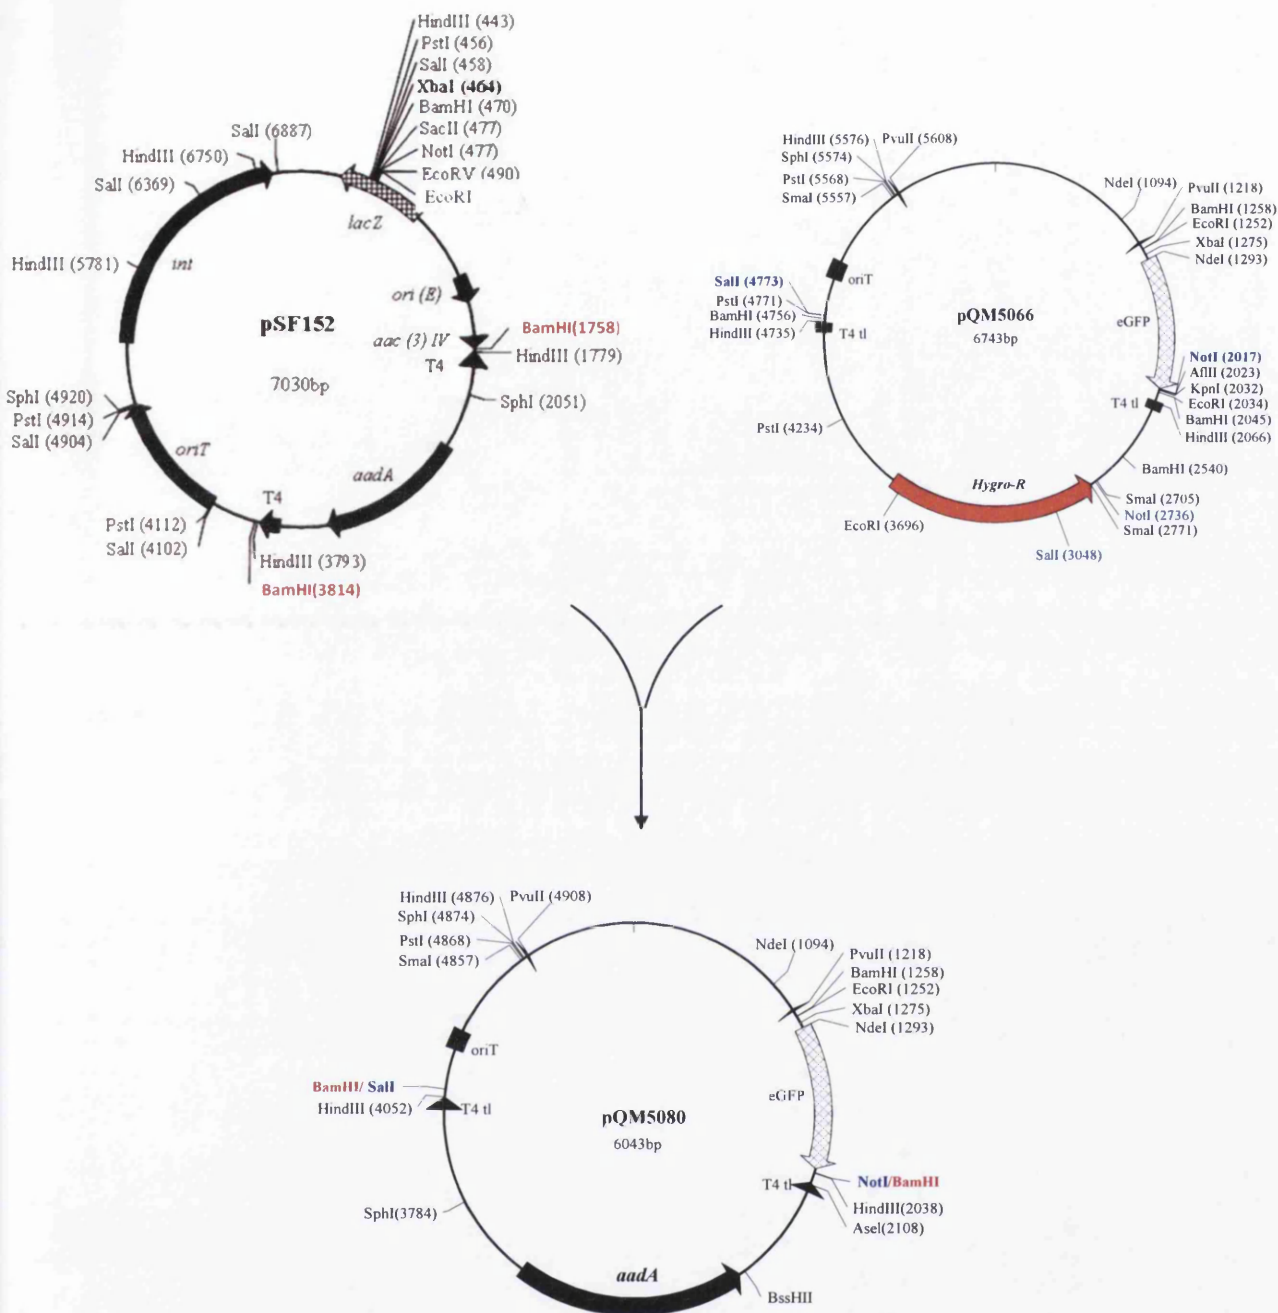 HindIII (443)
PstI (456)
SalI (458)
XbaI (464)
BamHI (470)
SacII (477)
NotI (477)
EcoRV (490)
EcoRI
SalI (6887)
HindIII (6750)
SalI (6369)
HindIII (5781)
int
lacZ
ori (E)
aac (3) IV
T4
BamHI(1758)
HindIII (1779)
SphI (2051)
pSF152
7030bp
SphI (4920)
PstI (4914)
SalI (4904)
oriT
aadA
T4
PstI (4112)
SalI (4102)
HindIII (3793)
BamHI(3814)
HindIII (5576)
PvuII (5608)
SphI (5574)
PstI (5568)
SmaI (5557)
NdeI (1094)
PvuII (1218)
BamHI (1258)
EcoRI (1252)
XbaI (1275)
NdeI (1293)
oriT
SalI (4773)
PstI (4771)
BamHI (4756)
HindIII (4735)
T4 tl
pQM5066
6743bp
eGFP
NotI (2017)
AflII (2023)
KpnI (2032)
EcoRI (2034)
BamHI (2045)
HindIII (2066)
T4 tl
PstI (4234)
BamHI (2540)
Hygro-R
SmaI (2705)
NotI (2736)
SmaI (2771)
EcoRI (3696)
SalI (3048)
HindIII (4876)
PvuII (4908)
SphI (4874)
PstI (4868)
SmaI (4857)
NdeI (1094)
PvuII (1218)
BamHI (1258)
EcoRI (1252)
XbaI (1275)
NdeI (1293)
oriT
BamHI/ SalI
HindIII (4052)
T4 tl
pQM5080
6043bp
eGFP
T4 tl
NotI/BamHI
HindIII(2038)
AseI(2108)
SphI(3784)
aadA
BssHII